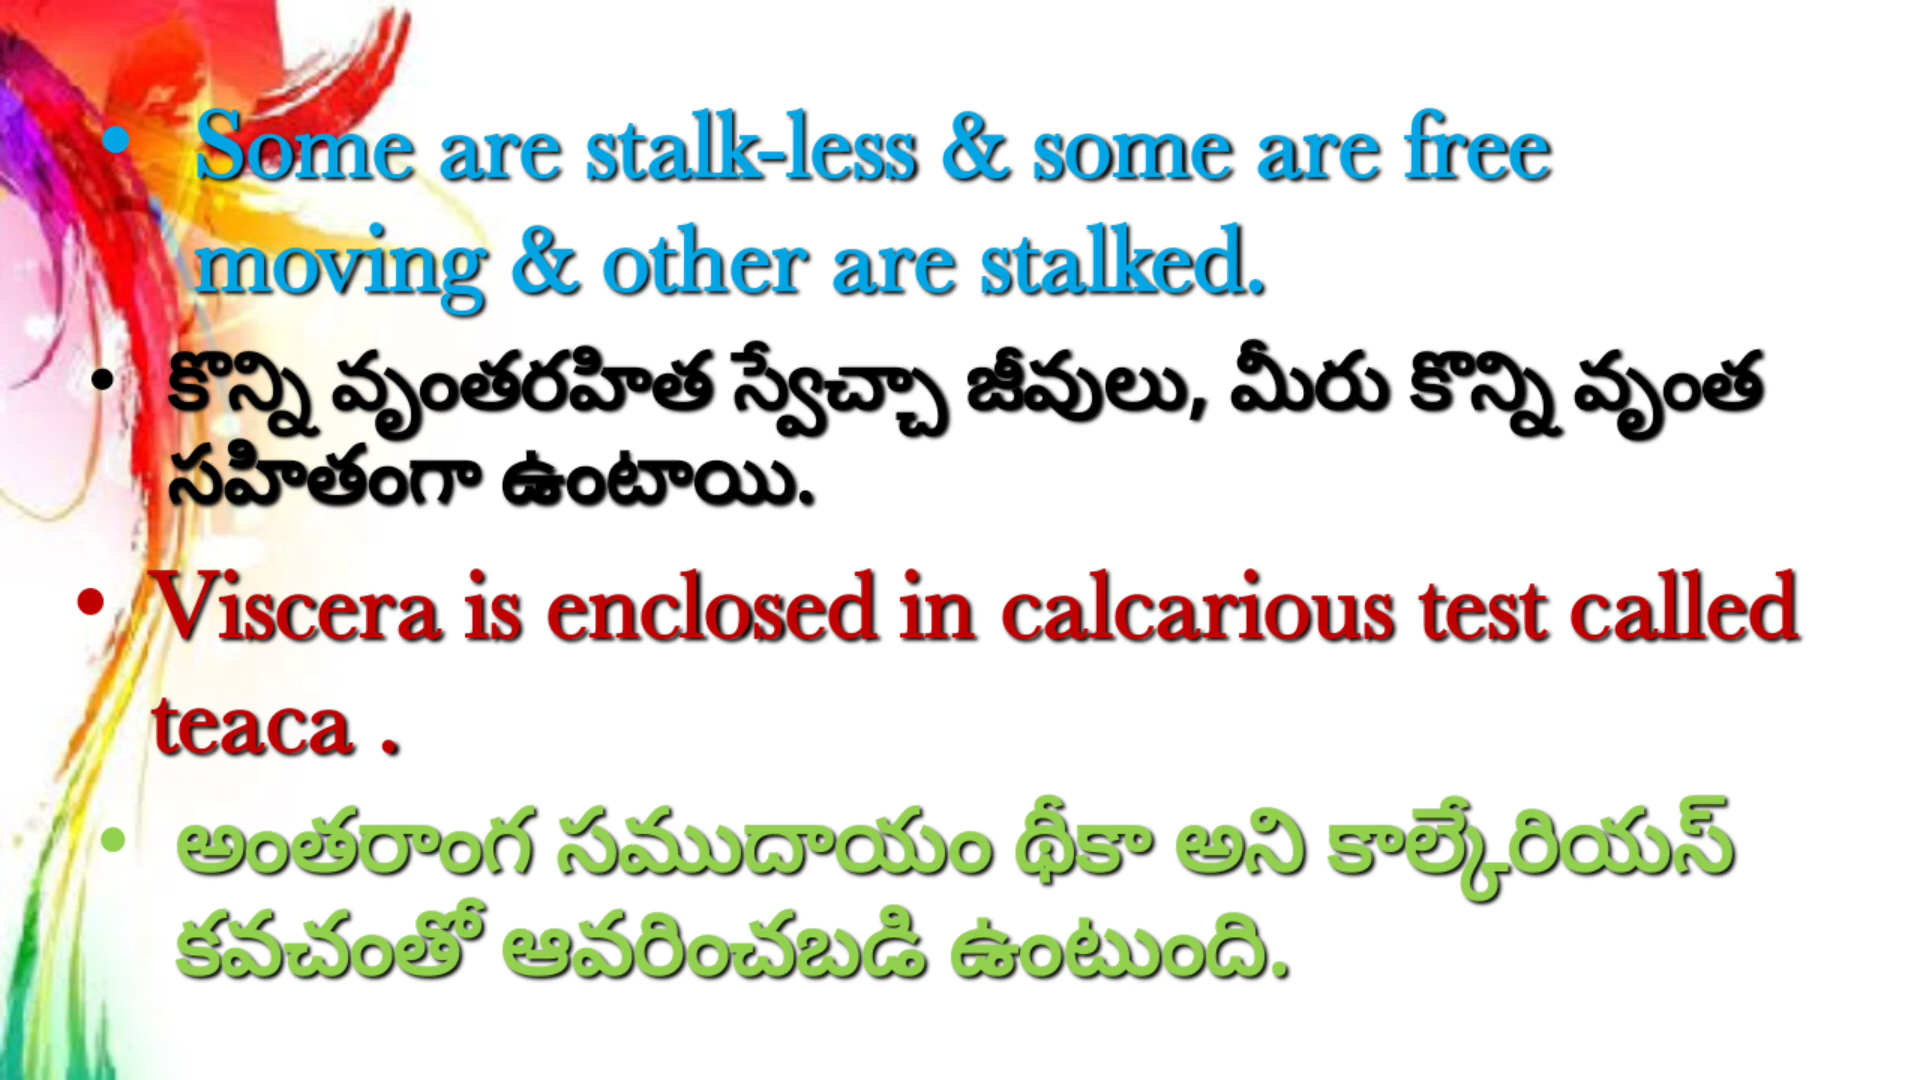 • Some are stalk-less & some are free
moving & other are stalked.
• కొన్ని వృంతరహిత స్వేచ్ఛా జీవులు, మీరు కొన్ని వృంత
సహితంగా ఉంటాయి.
• Viscera is enclosed in calcarious test called
teaca .
• అంతరాంగ సముదాయం థీకా అని కాల్కేరియస్
కవచంతో ఆవరించబడి ఉంటుంది.